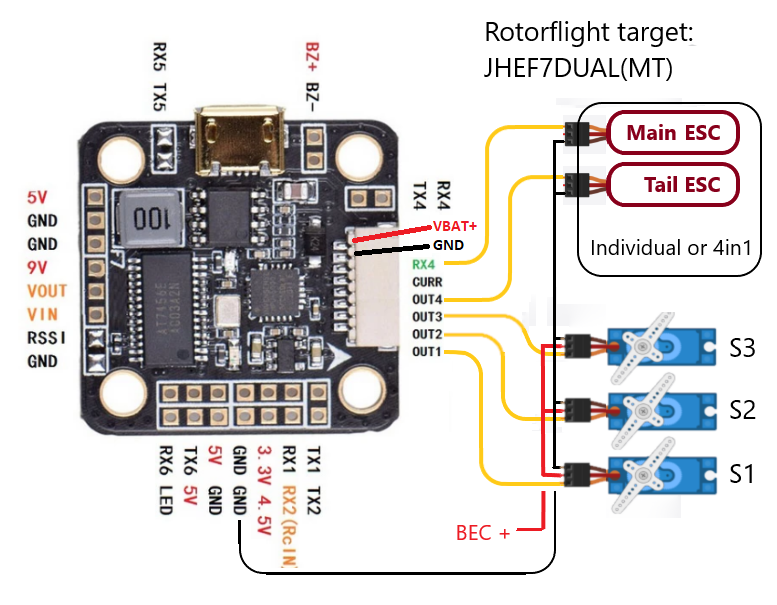 Rotorflight target:
JHEF7DUAL(MT)
RX5 TX5
BZ+ BZ-
TX4 RX4
Main ESC
Tail ESC
Individual or 4in1
5V
GND
GND
9V
VOUT
VIN
RSSI
GND
100
AT7456E
VBAT+
GND
RX4
CURR
OUT4
OUT3
OUT2
OUT1
S3
S2
S1
RX6 TX6 5V GND 3.3V RX1 TX1
LED 5V GND GND 4.5V RX2(RcIN) TX2
BEC +